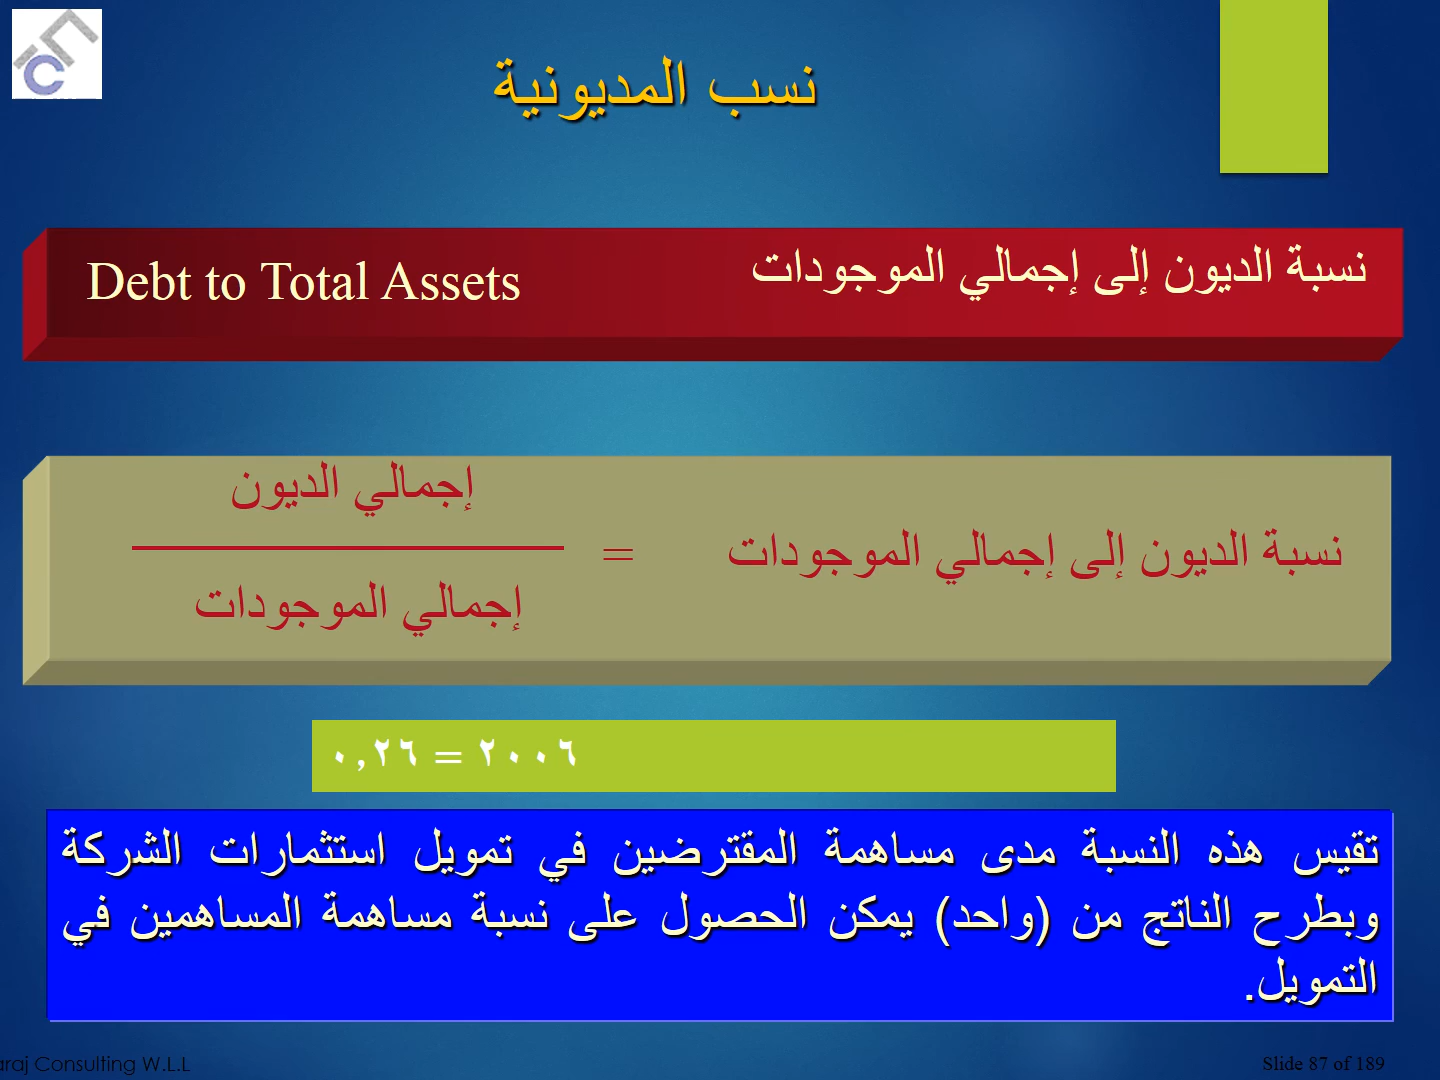 نسب المديونية
نسبة الديون إلى إجمالي الموجودات
Debt to Total Assets
إجمالي الديون
نسبة الديون إلى إجمالي الموجودات =
إجمالي الموجودات
٢٠٠٦ = ٠,٢٦
تقيس هذه النسبة مدى مساهمة المقترضين في تمويل استثمارات الشركة
وبطرح الناتج من (واحد) يمكن الحصول على نسبة مساهمة المساهمين في
التمويل.
Consulting W.L.L
Slide 87 of 189